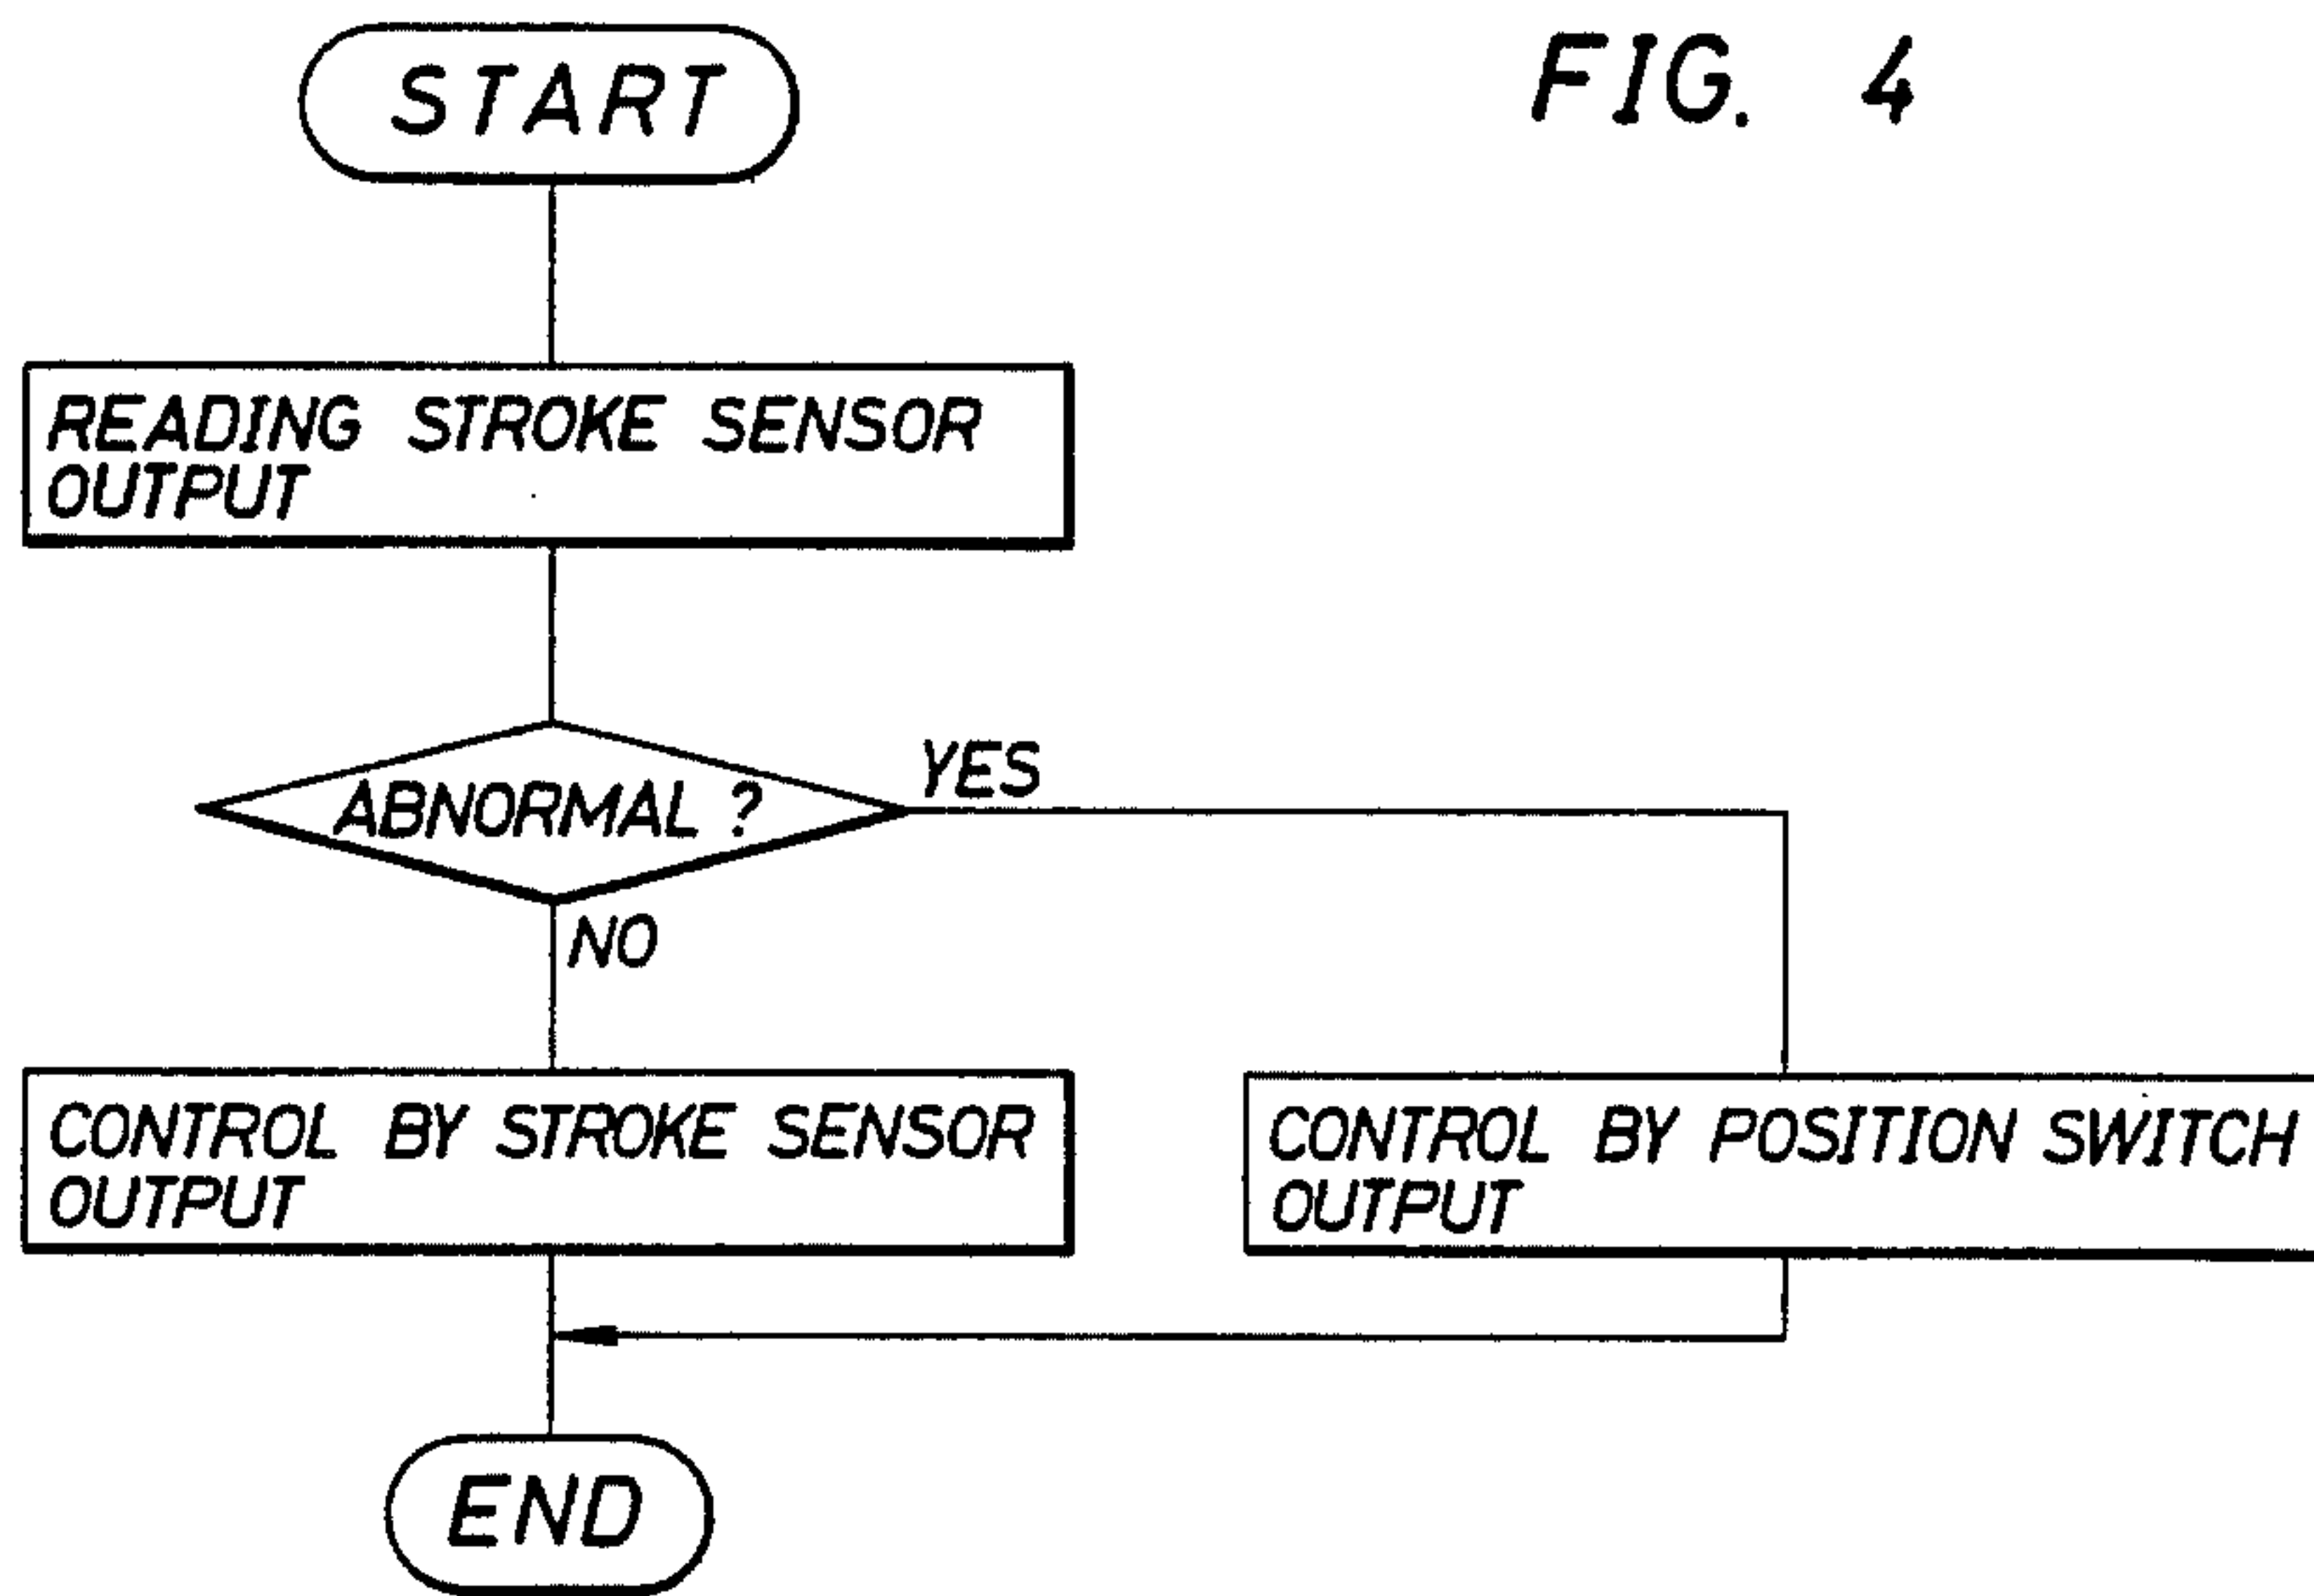 START
FIG. 4
READING STROKE SENSOR
OUTPUT
ABNORMAL ?
YES
NO
CONTROL BY STROKE SENSOR
OUTPUT
CONTROL BY POSITION SWITCH
OUTPUT
END